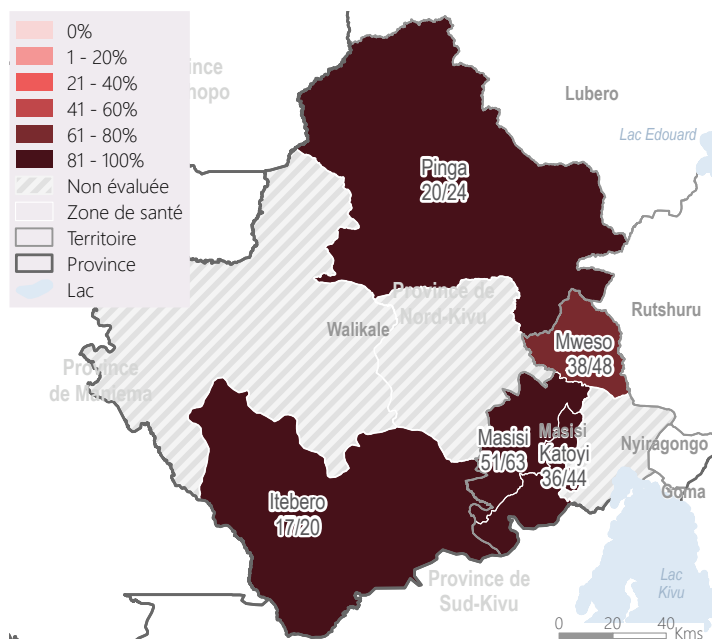 0%
1 - 20%
21 - 40%
41 - 60%
61 - 80%
81 - 100%
Non évaluée
Zone de santé
Territoire
Province
Lac
Lubero
Lac Edouard
Pinga
20/24
Province de
Nord-Kivu
Rutshuru
Walikale
Mweso
38/48
Province
de Maniema
Masisi
51/63
Masisi
Katoyi
36/44
Nyiragongo
Goma
Itebero
17/20
Province de
Sud-Kivu
Lac
Kivu
0 20 40
Kms